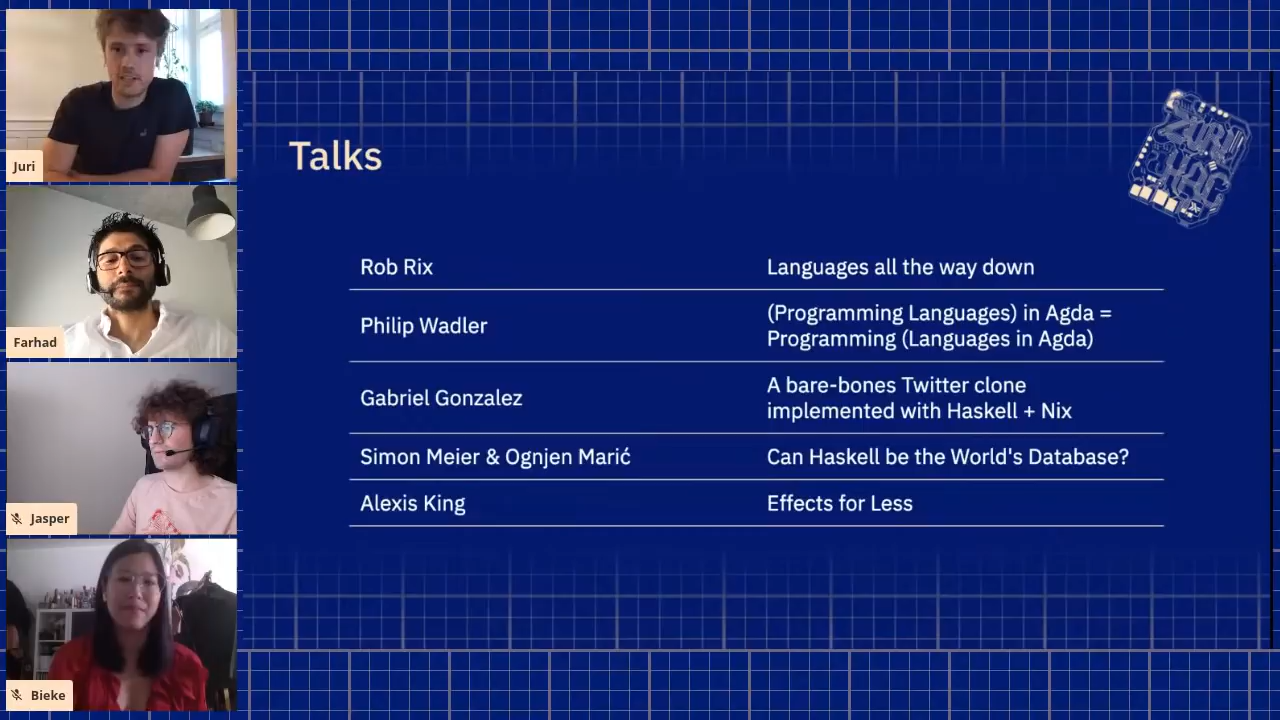 Juri
Farhad
Jasper
Bieke
Talks
ZURI
HAC
Rob Rix
Languages all the way down
Philip Wadler
(Programming Languages) in Agda =
Programming (Languages in Agda)
Gabriel Gonzalez
A bare-bones Twitter clone
implemented with Haskell + Nix
Simon Meier & Ognjen Marić
Can Haskell be the World's Database?
Alexis King
Effects for Less